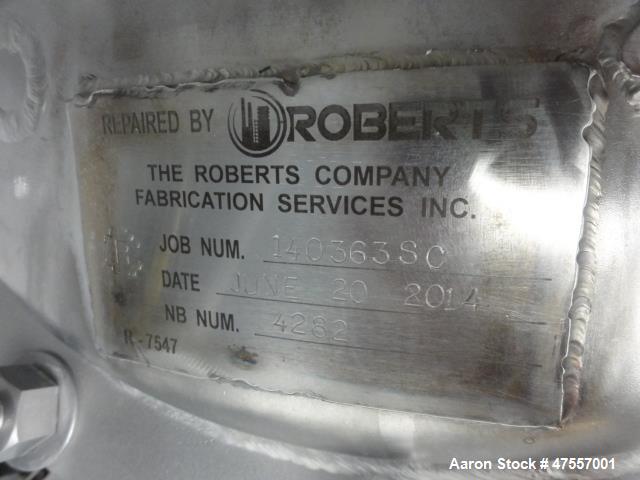 REPAIRED BY ROBERTS
THE ROBERTS COMPANY
FABRICATION SERVICES INC.
JOB NUM. 140363SC
DATE JUNE 20 2014
NB NUM. 4282
R - 7547
Aaron Stock # 47557001